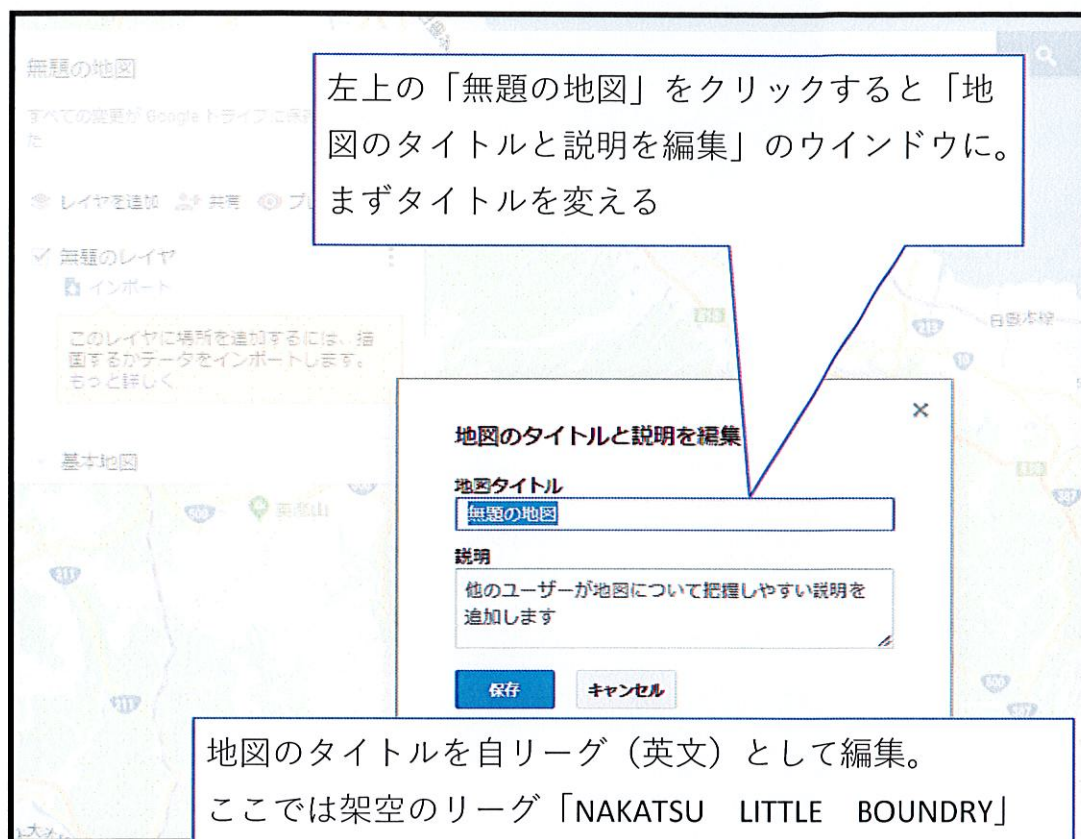 無題の地図
すべての変更が Google ドライブに保存
た
レイヤを追加 共有 プレ
無題のレイヤ
インポート
このレイヤに場所を追加するには、描
画するかデータをインポートします。
もっと詳しく
基本地図
左上の「無題の地図」をクリックすると「地
図のタイトルと説明を編集」のウインドウに。
まずタイトルを変える
213
10
311
311
地図のタイトルと説明を編集
地図タイトル
無題の地図
説明
他のユーザーが地図について把握しやすい説明を
追加します
保存 キャンセル
地図のタイトルを自リーグ（英文）として編集。
ここでは架空のリーグ「NAKATSU LITTLE BOUNDRY」